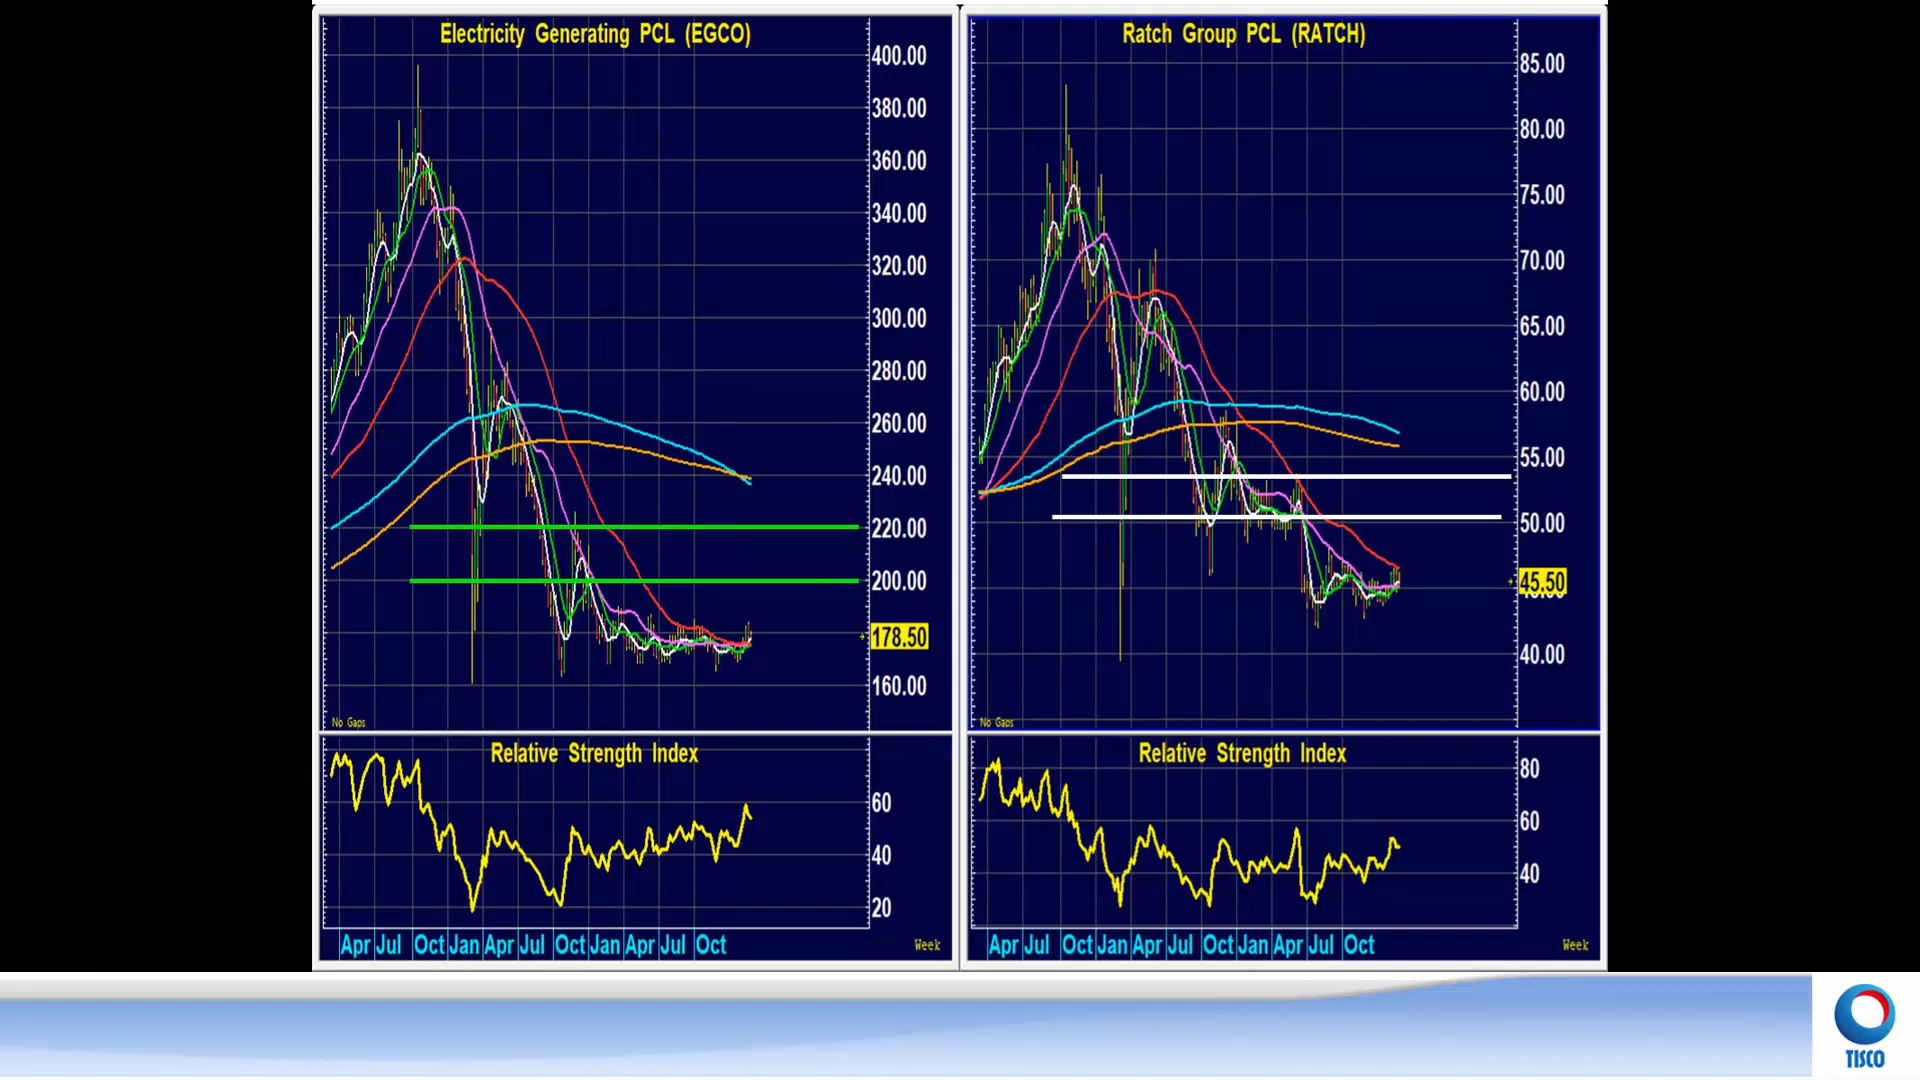 Electricity Generating PCL (EGCO)
400.00
380.00
360.00
340.00
320.00
300.00
280.00
260.00
240.00
220.00
200.00
178.50
160.00
No Gaps
Relative Strength Index
60
40
20
Apr Jul Oct Jan Apr Jul Oct Jan Apr Jul Oct
Week
Ratch Group PCL (RATCH)
85.00
80.00
75.00
70.00
65.00
60.00
55.00
50.00
45.50
40.00
No Gaps
Relative Strength Index
80
60
40
Apr Jul Oct Jan Apr Jul Oct Jan Apr Jul Oct
Week
TISCO